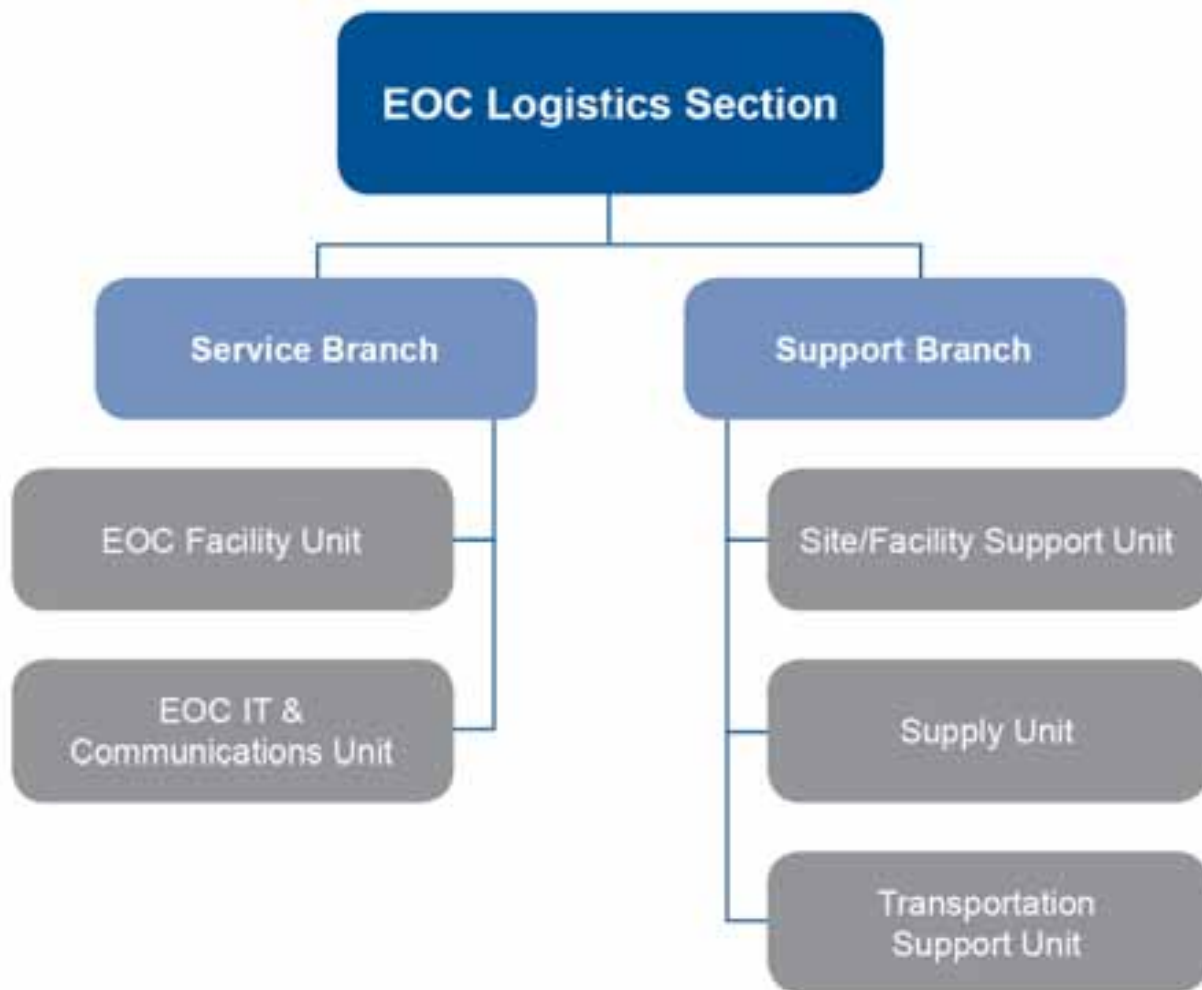 EOC Logistics Section
Service Branch
Support Branch
EOC Facility Unit
Site/Facility Support Unit
EOC IT &
Communications Unit
Supply Unit
Transportation
Support Unit